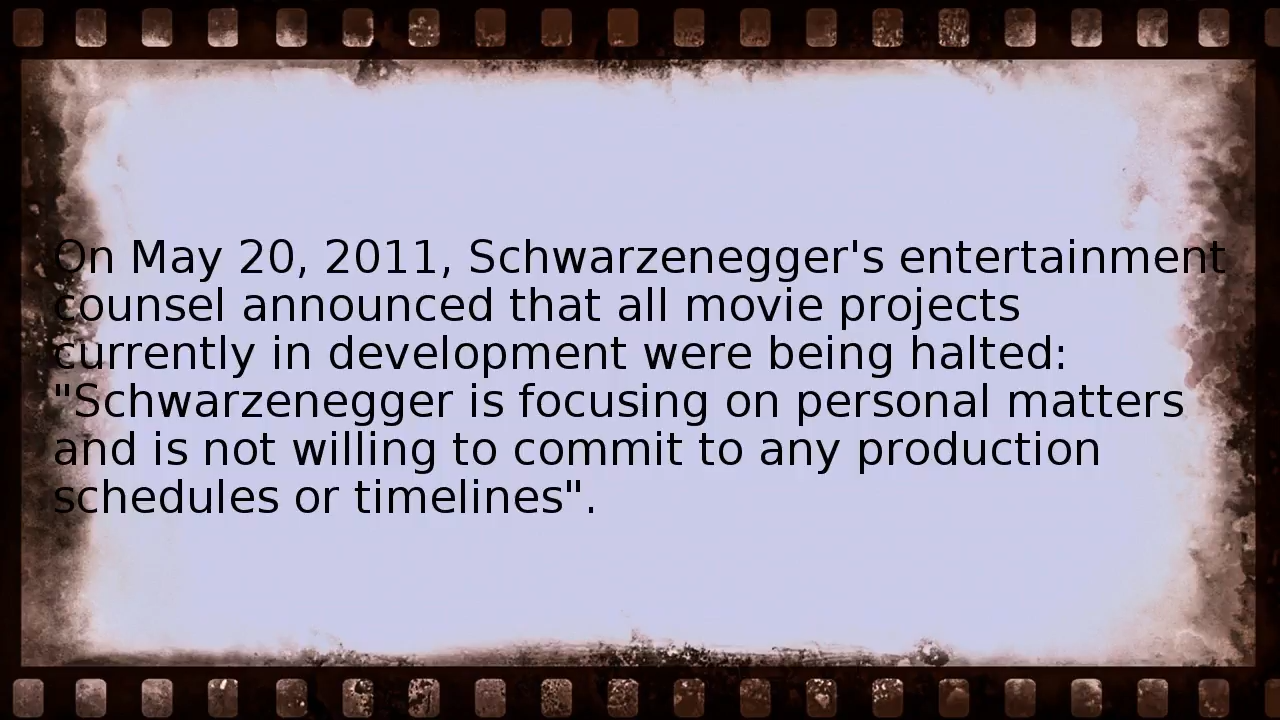 On May 20, 2011, Schwarzenegger's entertainment
counsel announced that all movie projects
currently in development were being halted:
"Schwarzenegger is focusing on personal matters
and is not willing to commit to any production
schedules or timelines".